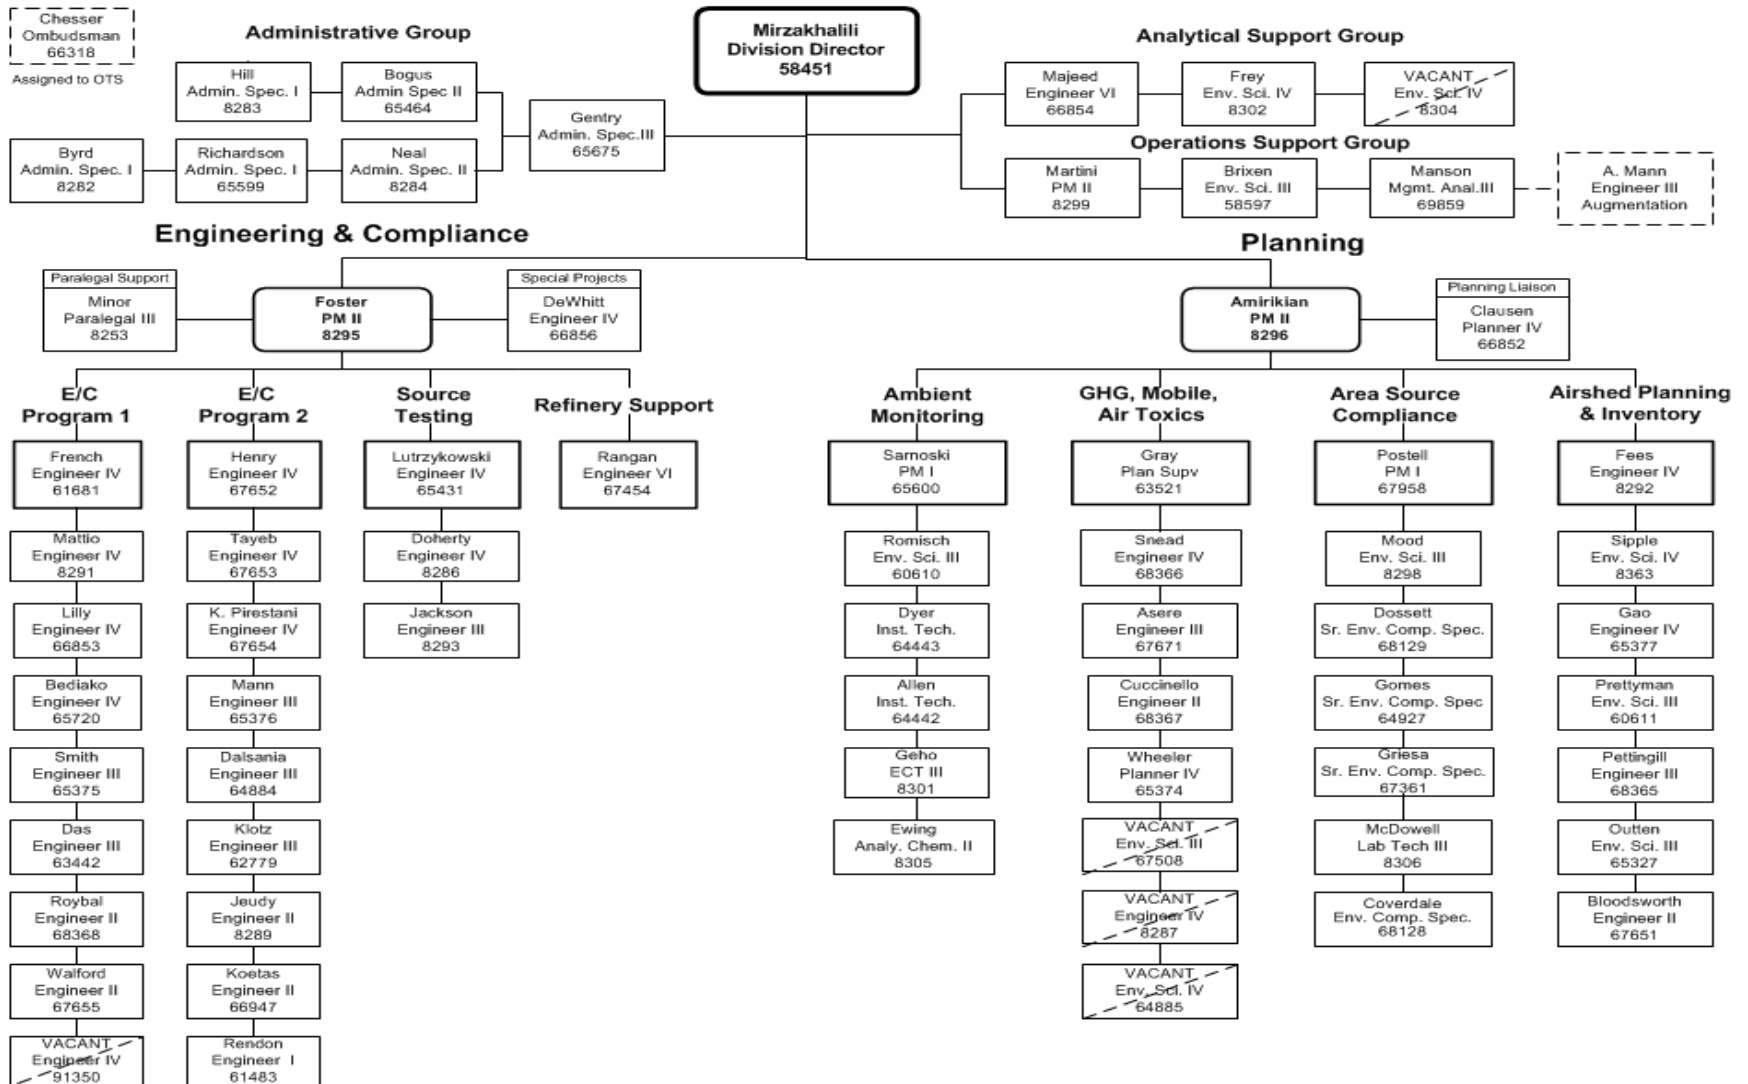 Chesser
Ombudsman
66318
Assigned to OTS
Administrative Group
Hill
Admin. Spec. I
8283
Bogus
Admin Spec II
65464
Gentry
Admin. Spec.III
65675
Byrd
Admin. Spec. I
8282
Richardson
Admin. Spec. I
65599
Neal
Admin. Spec. II
8284
Mirzakhalili
Division Director
58451
Analytical Support Group
Majeed
Engineer VI
66854
Frey
Env. Sci. IV
8302
VACANT
Env. Sci. IV
8304
Operations Support Group
Martini
PM II
8299
Brixen
Env. Sci. III
58597
Manson
Mgmt. Anal.III
69859
A. Mann
Engineer III
Augmentation
Engineering & Compliance
Paralegal Support
Minor
Paralegal III
8253
Foster
PM II
8295
Special Projects
DeWhitt
Engineer IV
66856
Planning
Amirikian
PM II
8296
Planning Liaison
Clausen
Planner IV
66852
E/C
Program 1
French
Engineer IV
61681
Mattio
Engineer IV
8291
Lilly
Engineer IV
66853
Bediako
Engineer IV
65720
Smith
Engineer III
65375
Das
Engineer III
63442
Roybal
Engineer II
68368
Walford
Engineer II
67655
VACANT
Engineer IV
91350
E/C
Program 2
Henry
Engineer IV
67652
Tayeb
Engineer IV
67653
K. Pirestani
Engineer IV
67654
Mann
Engineer III
65376
Dalsania
Engineer III
64884
Klotz
Engineer III
62779
Jeudy
Engineer II
8289
Koetas
Engineer II
66947
Rendon
Engineer I
61483
Source
Testing
Lutrzykowski
Engineer IV
65431
Doherty
Engineer IV
8286
Jackson
Engineer III
8293
Refinery Support
Rangan
Engineer VI
67454
Ambient
Monitoring
Sarnoski
PM I
65600
Romisch
Env. Sci. III
60610
Dyer
Inst. Tech.
64443
Allen
Inst. Tech.
64442
Geho
ECT III
8301
Ewing
Analy. Chem. II
8305
GHG, Mobile,
Air Toxics
Gray
Plan Supv
63521
Snead
Engineer IV
68366
Asere
Engineer III
67671
Cuccinello
Engineer II
68367
Wheeler
Planner IV
65374
VACANT
Env. Sci. III
67508
VACANT
Engineer IV
8287
VACANT
Env. Sci. IV
64885
Area Source
Compliance
Postell
PM I
67958
Mood
Env. Sci. III
8298
Dossett
Sr. Env. Comp. Spec.
68129
Gomes
Sr. Env. Comp. Spec
64927
Griesa
Sr. Env. Comp. Spec.
67361
McDowell
Lab Tech III
8306
Coverdale
Env. Comp. Spec.
68128
Airshed Planning
& Inventory
Fees
Engineer IV
8292
Sipple
Env. Sci. IV
8363
Gao
Engineer IV
65377
Prettyman
Env. Sci. III
60611
Pettingill
Engineer III
68365
Outten
Env. Sci. III
65327
Bloodsworth
Engineer II
67651